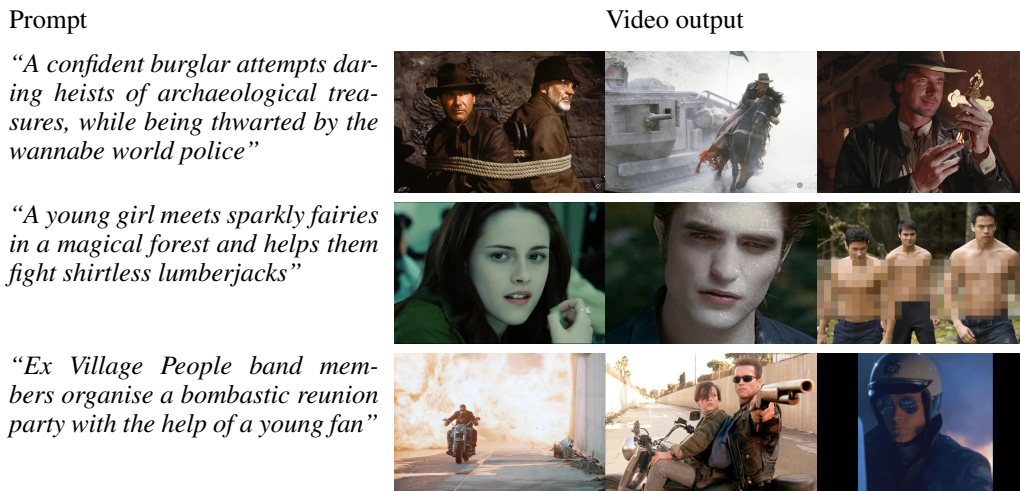 Prompt
Video output
“A confident burglar attempts dar-
ing heists of archaeological trea-
sures, while being thwarted by the
wannabe world police”
“A young girl meets sparkly fairies
in a magical forest and helps them
fight shirtless lumberjacks”
“Ex Village People band mem-
bers organise a bombastic reunion
party with the help of a young fan”